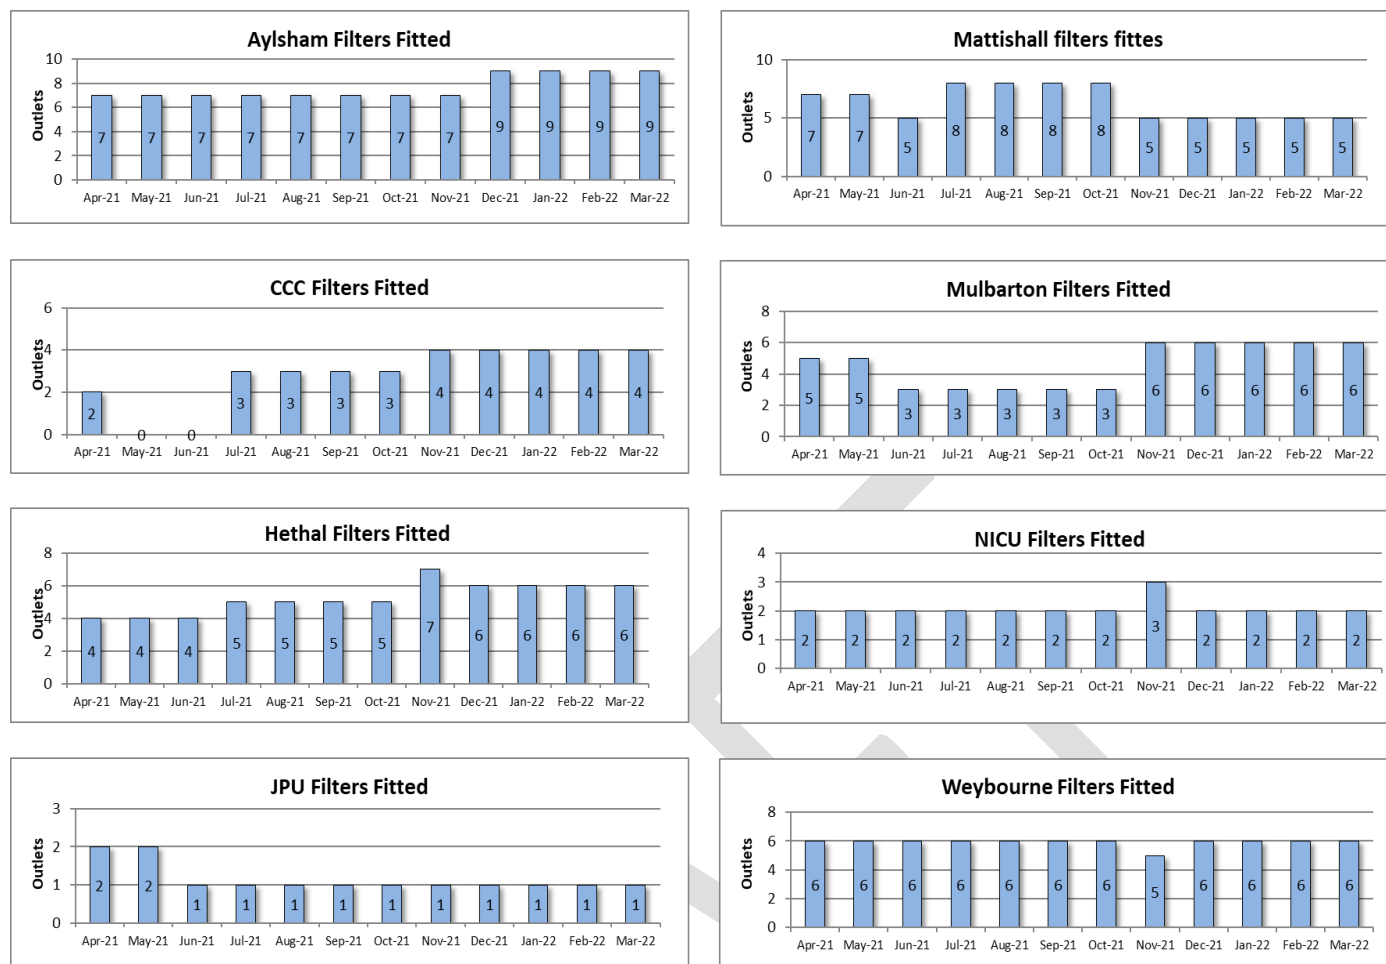 Aylsham Filters Fitted
10
8
6
4
2
0
Outlets
7 7 7 7 7 7 7 7 9 9 9 9
Apr-21 May-21 Jun-21 Jul-21 Aug-21 Sep-21 Oct-21 Nov-21 Dec-21 Jan-22 Feb-22 Mar-22
Mattishall filters fittes
10
5
0
Outlets
7 7 5 8 8 8 8 5 5 5 5 5
Apr-21 May-21 Jun-21 Jul-21 Aug-21 Sep-21 Oct-21 Nov-21 Dec-21 Jan-22 Feb-22 Mar-22
CCC Filters Fitted
6
4
2
0
Outlets
2 0 0 3 3 3 3 4 4 4 4 4
Apr-21 May-21 Jun-21 Jul-21 Aug-21 Sep-21 Oct-21 Nov-21 Dec-21 Jan-22 Feb-22 Mar-22
Mulbarton Filters Fitted
8
6
4
2
0
Outlets
5 5 3 3 3 3 3 6 6 6 6 6
Apr-21 May-21 Jun-21 Jul-21 Aug-21 Sep-21 Oct-21 Nov-21 Dec-21 Jan-22 Feb-22 Mar-22
Hethal Filters Fitted
8
6
4
2
0
Outlets
4 4 4 5 5 5 5 7 6 6 6 6
Apr-21 May-21 Jun-21 Jul-21 Aug-21 Sep-21 Oct-21 Nov-21 Dec-21 Jan-22 Feb-22 Mar-22
NICU Filters Fitted
4
3
2
1
0
Outlets
2 2 2 2 2 2 2 3 2 2 2 2
Apr-21 May-21 Jun-21 Jul-21 Aug-21 Sep-21 Oct-21 Nov-21 Dec-21 Jan-22 Feb-22 Mar-22
JPU Filters Fitted
3
2
1
0
Outlets
2 2 1 1 1 1 1 1 1 1 1 1
Apr-21 May-21 Jun-21 Jul-21 Aug-21 Sep-21 Oct-21 Nov-21 Dec-21 Jan-22 Feb-22 Mar-22
Weybourne Filters Fitted
8
6
4
2
0
Outlets
6 6 6 6 6 6 6 5 6 6 6 6
Apr-21 May-21 Jun-21 Jul-21 Aug-21 Sep-21 Oct-21 Nov-21 Dec-21 Jan-22 Feb-22 Mar-22